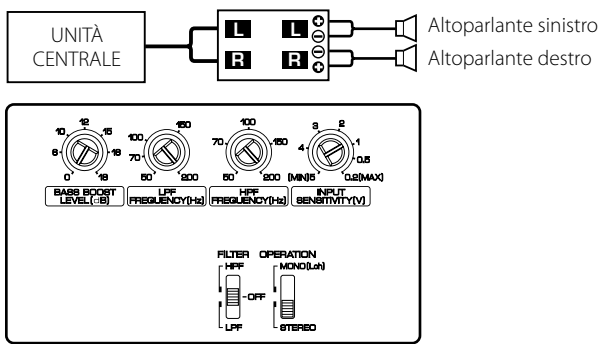 UNITÀ
CENTRALE
L L
R R
Altoparlante sinistro
Altoparlante destro
0 6 10 12 15 16 18
BASS BOOST
LEVEL(dB)
50 70 100 150 200
LPF
FREQUENCY(Hz)
50 70 100 150 200
HPF
FREQUENCY(Hz)
(MIN)5 4 3 2 1 0.5 0.2(MAX)
INPUT
SENSITIVITY(V)
FILTER
HPF
OFF
LPF
OPERATION
MONO(Lch)
STEREO